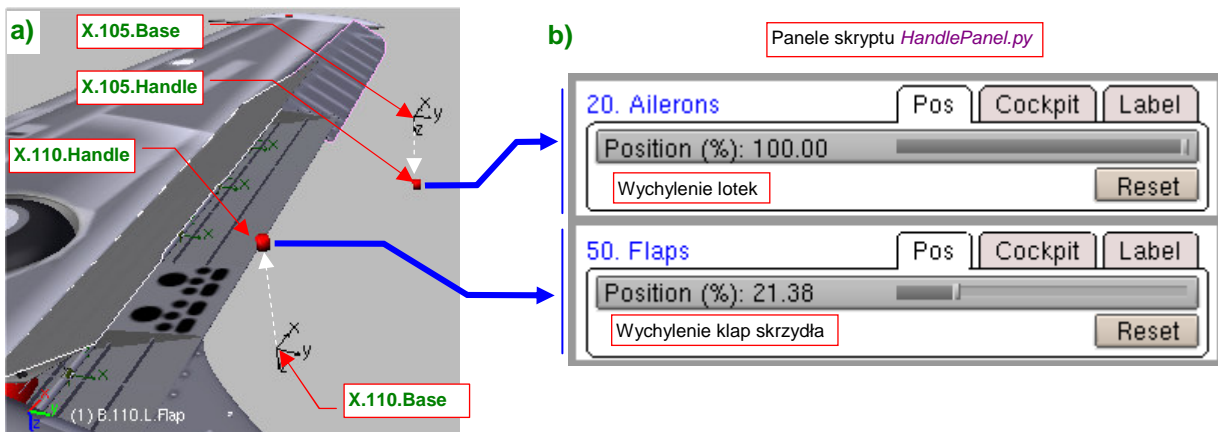 a)
X.105.Base
X.105.Handle
X.110.Handle
X.110.Base
x
y
z
x
y
z
x
x
x
x
x
y
z
(1) B.110.L.Flap
b)
Panele skryptu HandlePanel.py
20. Ailerons
Pos
Cockpit
Label
Position (%): 100.00
Wychylenie lotek
Reset
50. Flaps
Pos
Cockpit
Label
Position (%): 21.38
Wychylenie klap skrzydła
Reset